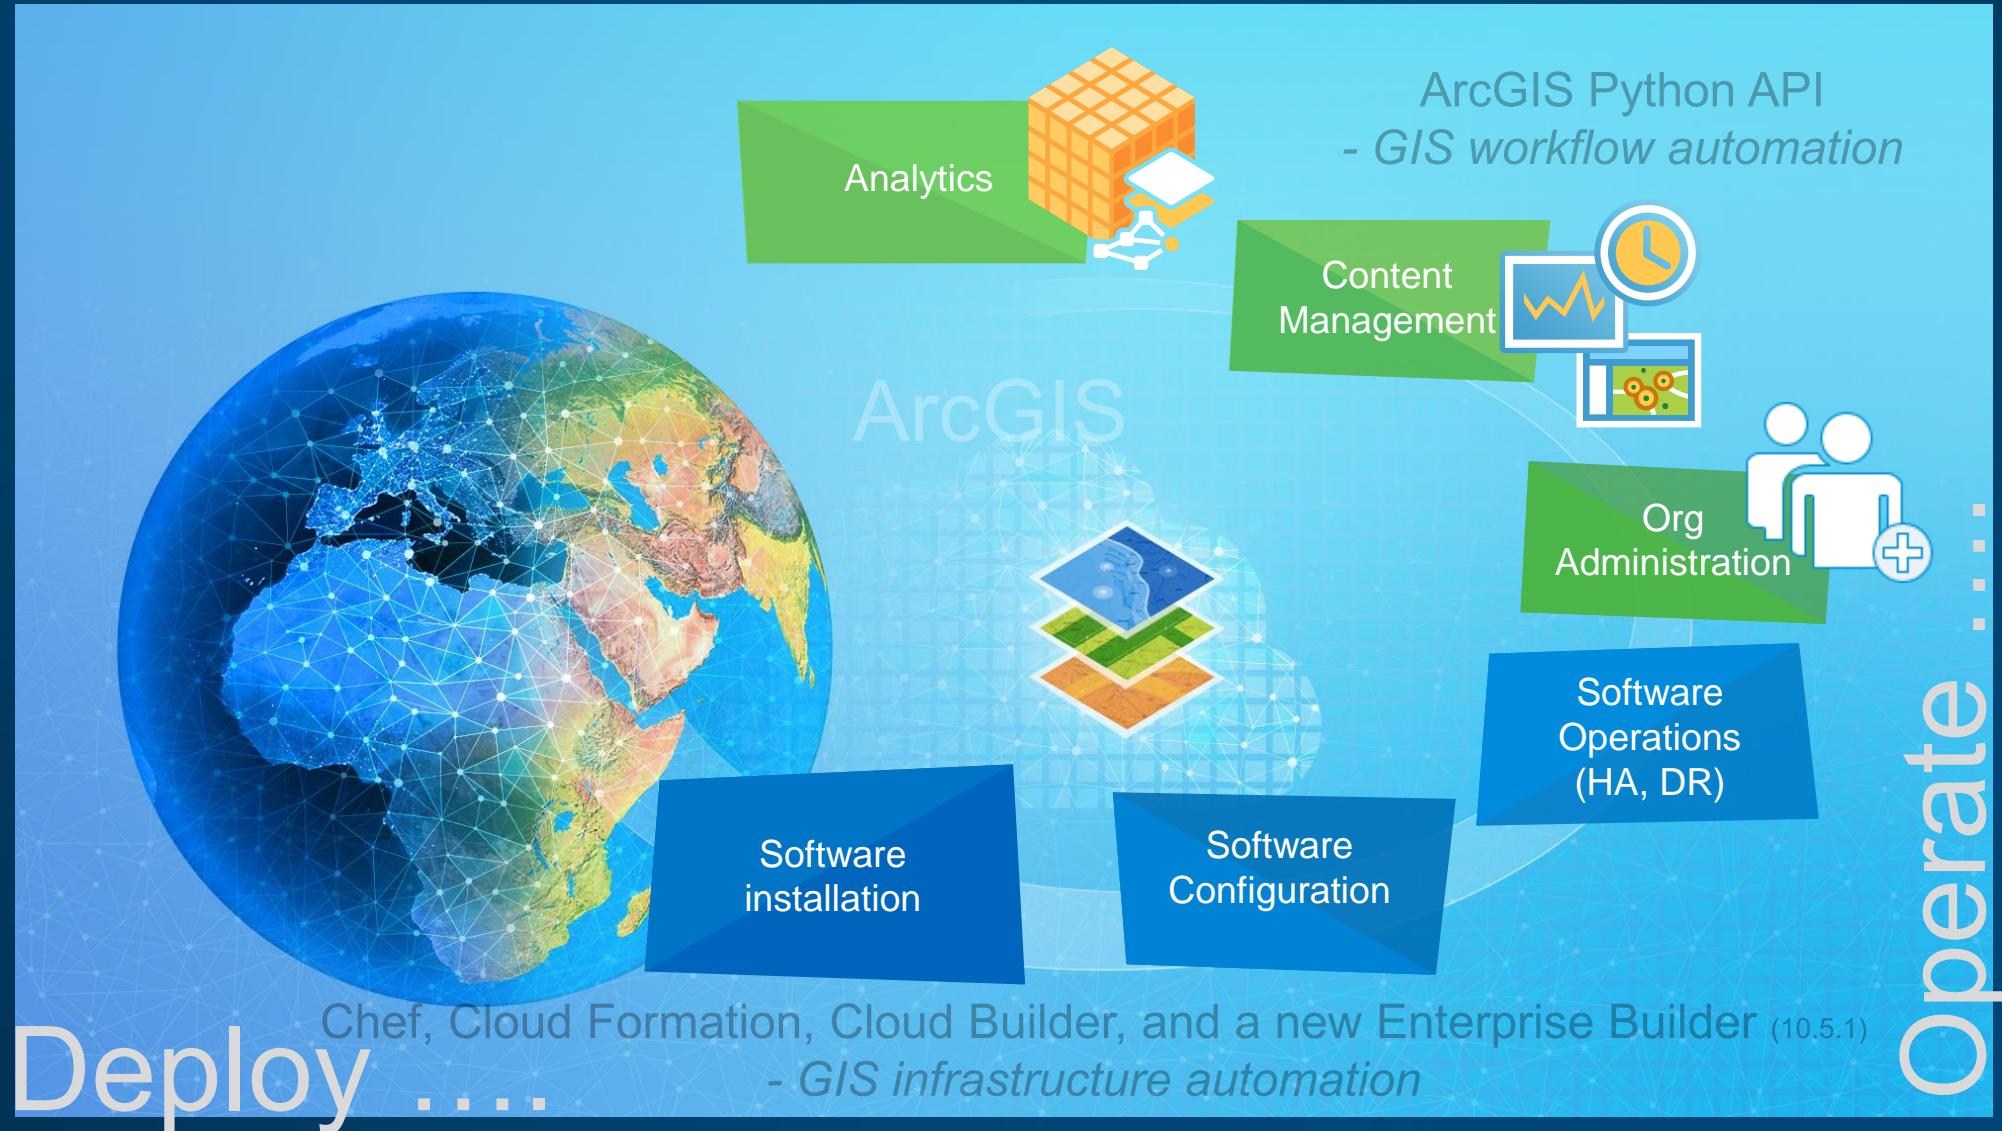 ArcGIS Python API
- GIS workflow automation
Analytics
Content
Management
ArcGIS
Org
Administration
Software
Operations
(HA, DR)
Software
installation
Software
Configuration
Chef, Cloud Formation, Cloud Builder, and a new Enterprise Builder (10.5.1)
- GIS infrastructure automation
Deploy ....
Operate ....